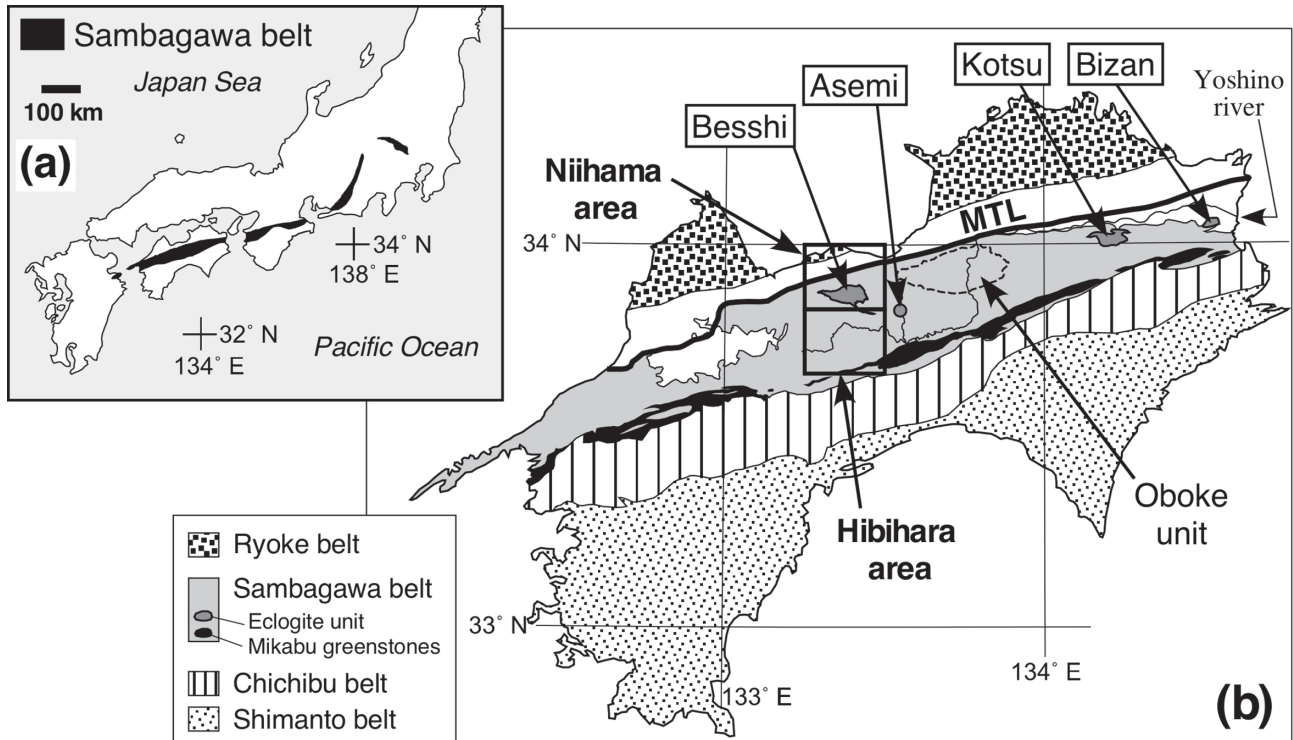 Sambagawa belt
Japan Sea
100 km
(a)
34° N
138° E
32° N
134° E
Pacific Ocean
Kotsu
Bizan
Asemi
Yoshino
river
Besshi
Niihama
area
MTL
34° N
Oboke
unit
Hibihara
area
33° N
134° E
133° E
(b)
Ryoke belt
Sambagawa belt
Eclogite unit
Mikabu greenstones
Chichibu belt
Shimanto belt